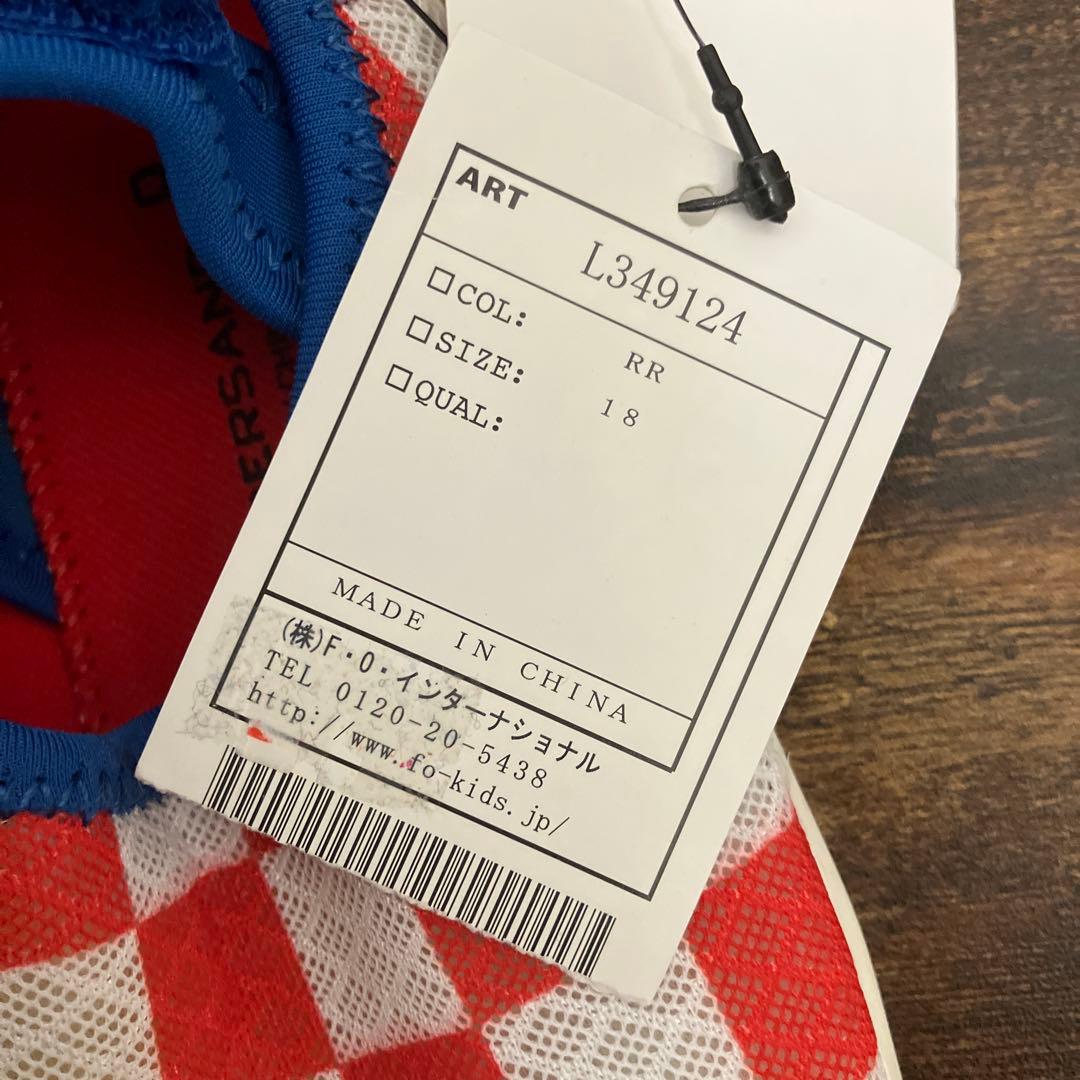 ART
L349124
□COL: RR
□SIZE: 18
□QUAL:
MADE IN CHINA
(株)F・O・インターナショナル
TEL 0120-20-5438
http://www.fo-kids.jp/